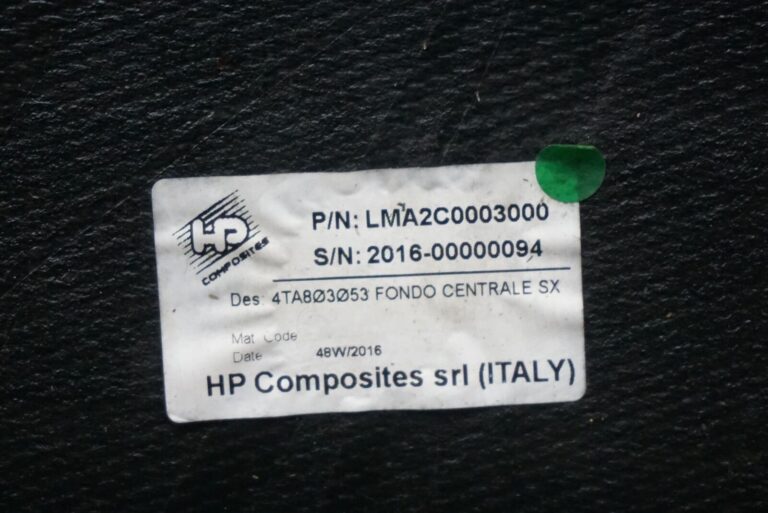 HP
COMPOSITES
P/N: LMA2C0003000
S/N: 2016-00000094
Des: 4TA8Ø3Ø53 FONDO CENTRALE SX
Mat Code
Date 48W/2016
HP Composites srl (ITALY)